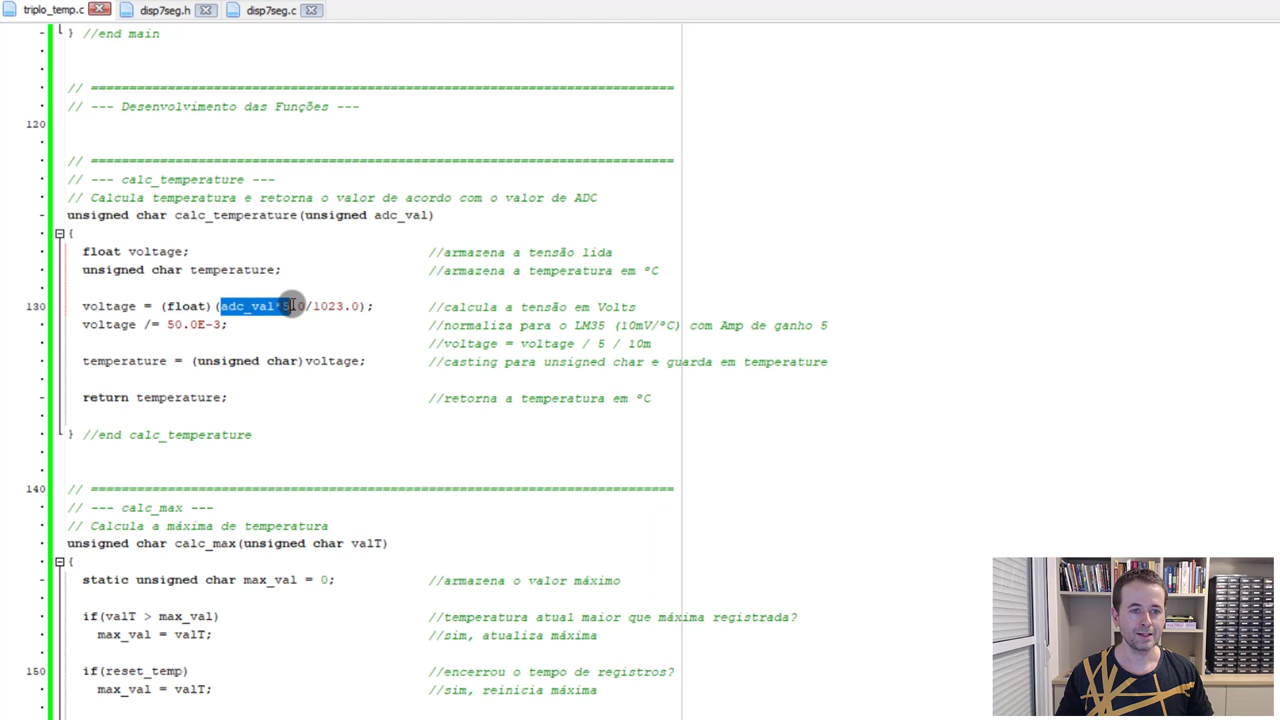 triplo_temp.c disp7seg.h disp7seg.c
} //end main
// ============================================================================
// --- Desenvolvimento das Funções ---
120
// ============================================================================
// --- calc_temperature ---
// Calcula temperatura e retorna o valor de acordo com o valor de ADC
unsigned char calc_temperature(unsigned adc_val)
{
float voltage; //armazena a tensão lida
unsigned char temperature; //armazena a temperatura em ºC
130 voltage = (float)(adc_val*5.0/1023.0); //calcula a tensão em Volts
voltage /= 50.0E-3; //normaliza para o LM35 (10mV/ºC) com Amp de ganho 5
//voltage = voltage / 5 / 10m
temperature = (unsigned char)voltage; //casting para unsigned char e guarda em temperature
return temperature; //retorna a temperatura em ºC
} //end calc_temperature
140 // ============================================================================
// --- calc_max ---
// Calcula a máxima de temperatura
unsigned char calc_max(unsigned char valT)
{
static unsigned char max_val = 0; //armazena o valor máximo
if(valT > max_val) //temperatura atual maior que máxima registrada?
max_val = valT; //sim, atualiza máxima
150 if(reset_temp) //encerrou o tempo de registros?
max_val = valT; //sim, reinicia máxima